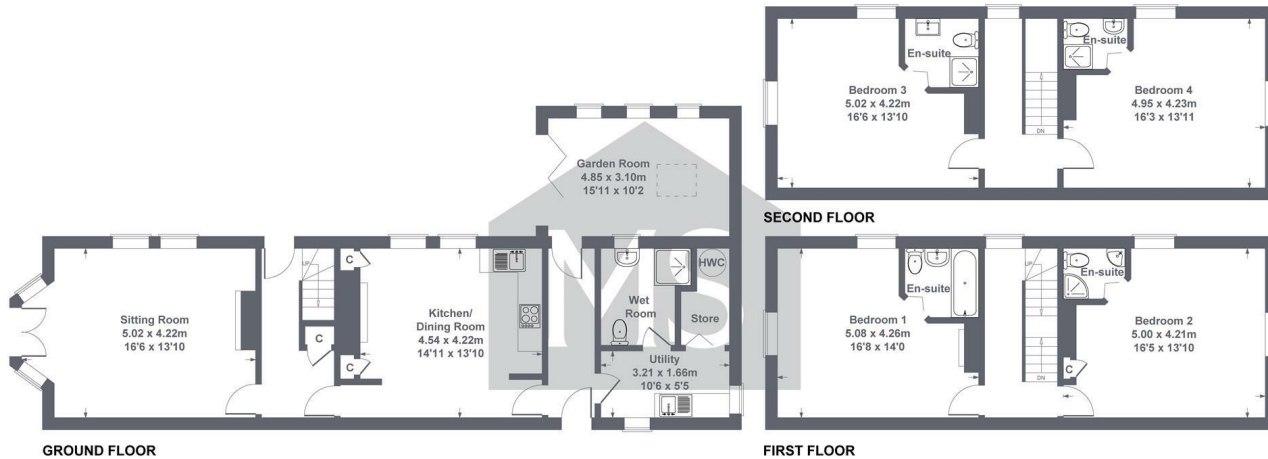 En-suite
Bedroom 3
5.02 x 4.22m
16'6 x 13'10
DN
En-suite
Bedroom 4
4.95 x 4.23m
16'3 x 13'11
SECOND FLOOR
Garden Room
4.85 x 3.10m
15'11 x 10'2
Sitting Room
5.02 x 4.22m
16'6 x 13'10
UP
C
C
C
Kitchen/
Dining Room
4.54 x 4.22m
14'11 x 13'10
Wet
Room
HWC
Store
Utility
3.21 x 1.66m
10'6 x 5'5
MS
GROUND FLOOR
En-suite
Bedroom 1
5.08 x 4.26m
16'8 x 14'0
UP
DN
En-suite
Bedroom 2
5.00 x 4.21m
16'5 x 13'10
C
FIRST FLOOR